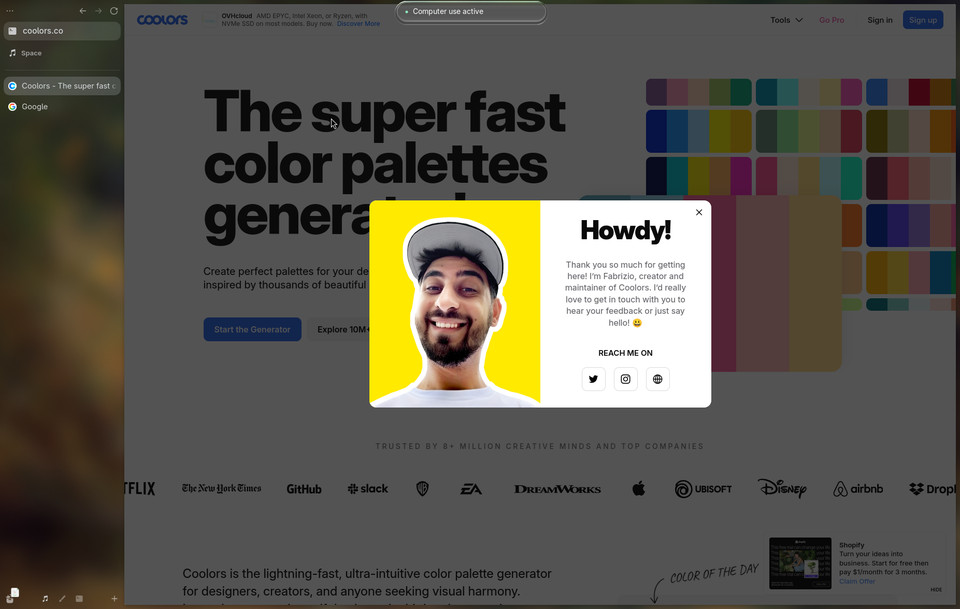 Computer use active
coolors.co
Space
Coolors - The super fast c
Google
COOLORS
OVHcloud AMD EPYC, Intel Xeon, or Ryzen, with
NVMe SSD on most models. Buy now. Discover More
Tools
Go Pro
Sign in
Sign up
The super fast
color palettes
Create perfect palettes for your de
inspired by thousands of beautiful
Start the Generator
Explore 10M+
Howdy!
Thank you so much for getting
here! I'm Fabrizio, creator and
maintainer of Coolors. I'd really
love to get in touch with you to
hear your feedback or just say
hello! 😃
REACH ME ON
TRUSTED BY 8+ MILLION CREATIVE MINDS AND TOP COMPANIES
TFLIX
The New York Times
GitHub
slack
EA
DREAMWORKS
UBISOFT
Disney
airbnb
Drop
Coolors is the lightning-fast, ultra-intuitive color palette generator
for designers, creators, and anyone seeking visual harmony.
COLOR OF THE DAY
Shopify
Turn your ideas into
business. Start for free then
pay $1/month for 3 months.
Claim Offer
HIDE